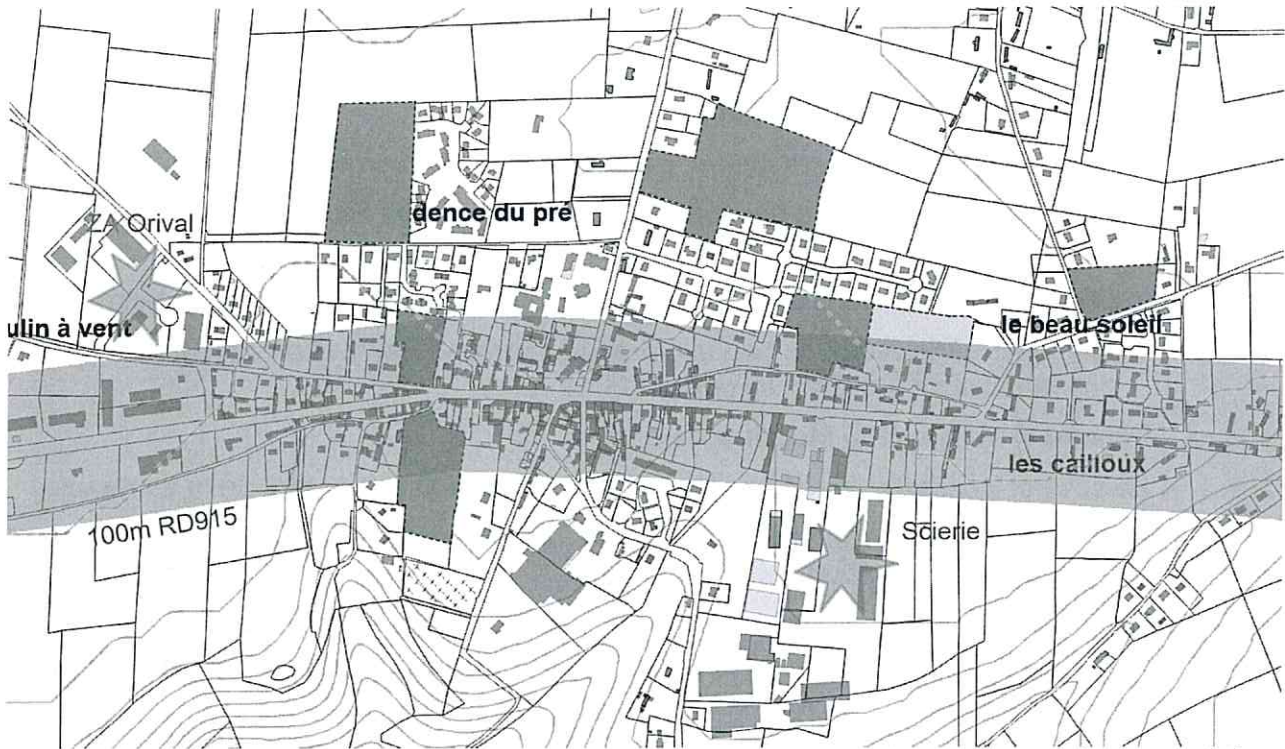 dence du pré
ZA Orival
ulin à vent
le beau soleil
les cailloux
100m RD915
Scierie